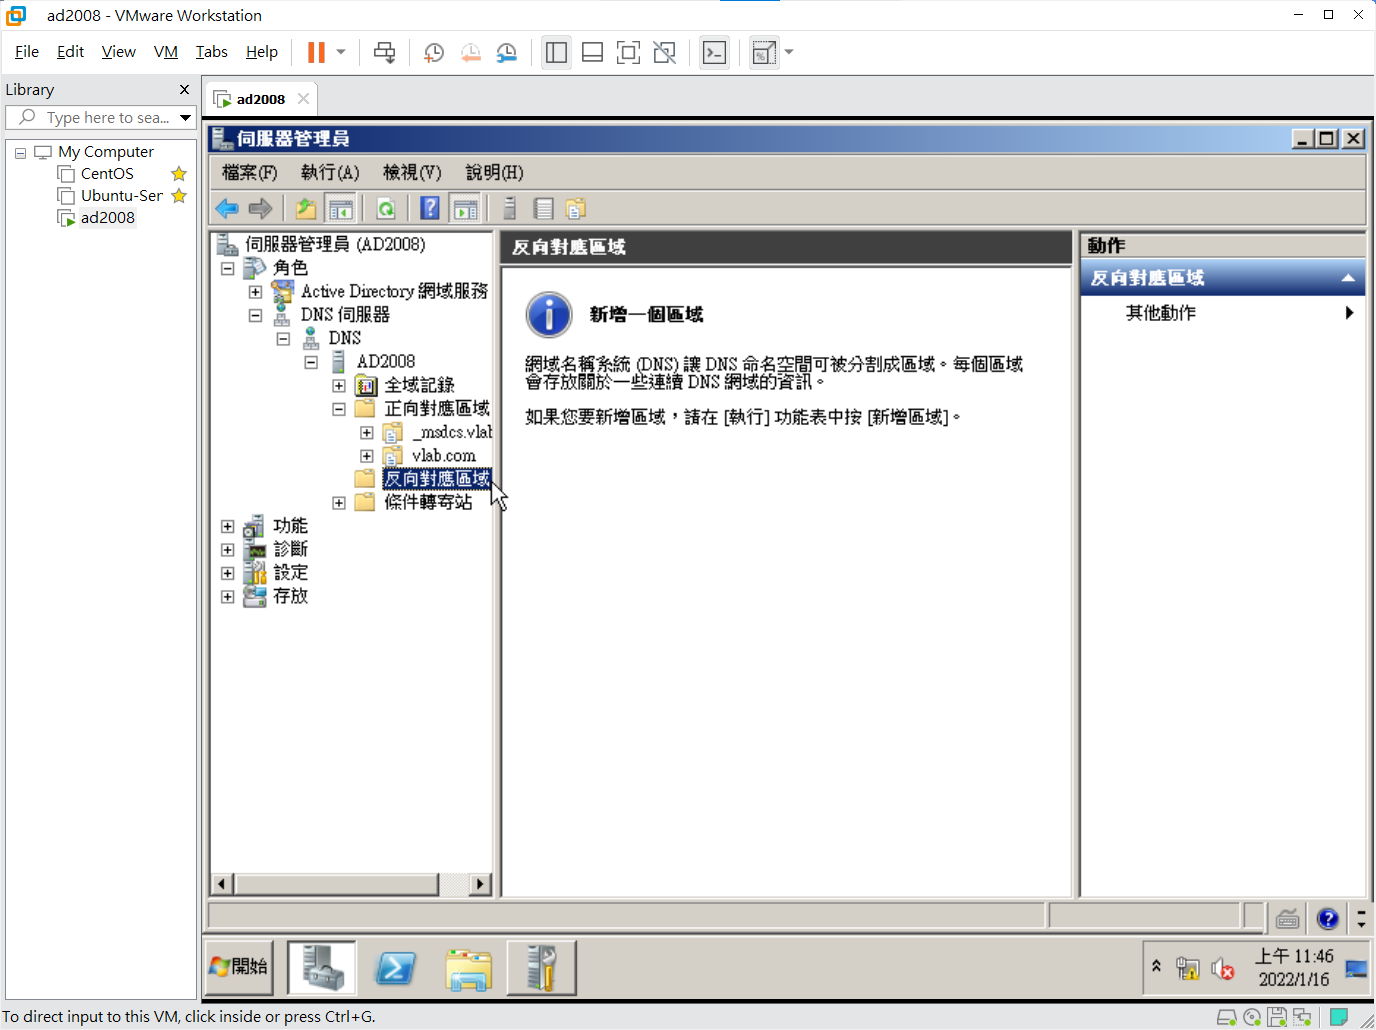 ad2008 - VMware Workstation
File Edit View VM Tabs Help
Library
Type here to sea...
My Computer
CentOS
Ubuntu-Ser
ad2008
ad2008
伺服器管理員
檔案(F) 執行(A) 檢視(V) 說明(H)
伺服器管理員 (AD2008)
角色
Active Directory 網域服務
DNS 伺服器
DNS
AD2008
全域記錄
正向對應區域
_msdcs.vlab
vlab.com
反向對應區域
條件轉寄站
功能
診斷
設定
存放
反向對應區域
新增一個區域
網域名稱系統 (DNS) 讓 DNS 命名空間可被分割成區域。每個區域
會存放關於一些連續 DNS 網域的資訊。
如果您要新增區域，請在 [執行] 功能表中按 [新增區域]。
動作
反向對應區域
其他動作
開始
上午 11:46
2022/1/16
To direct input to this VM, click inside or press Ctrl+G.